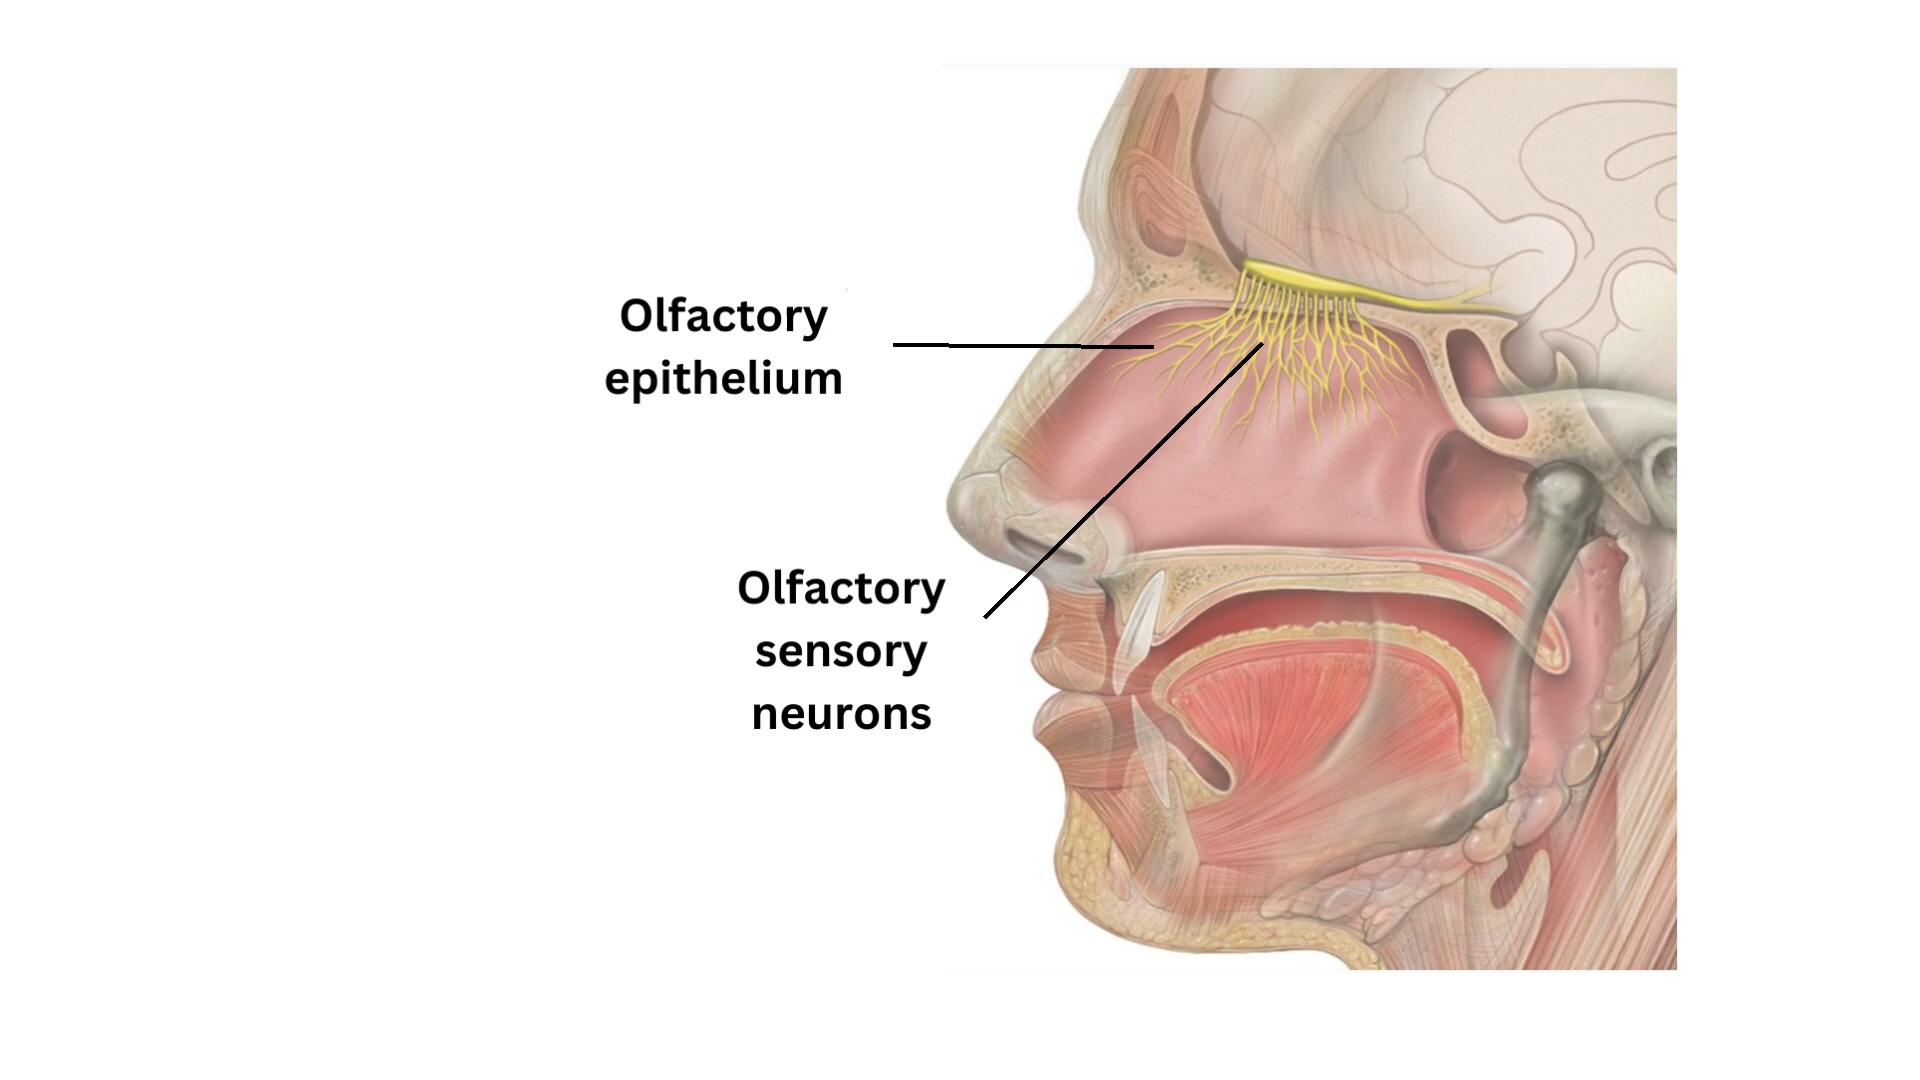 Olfactory
epithelium
Olfactory
sensory
neurons